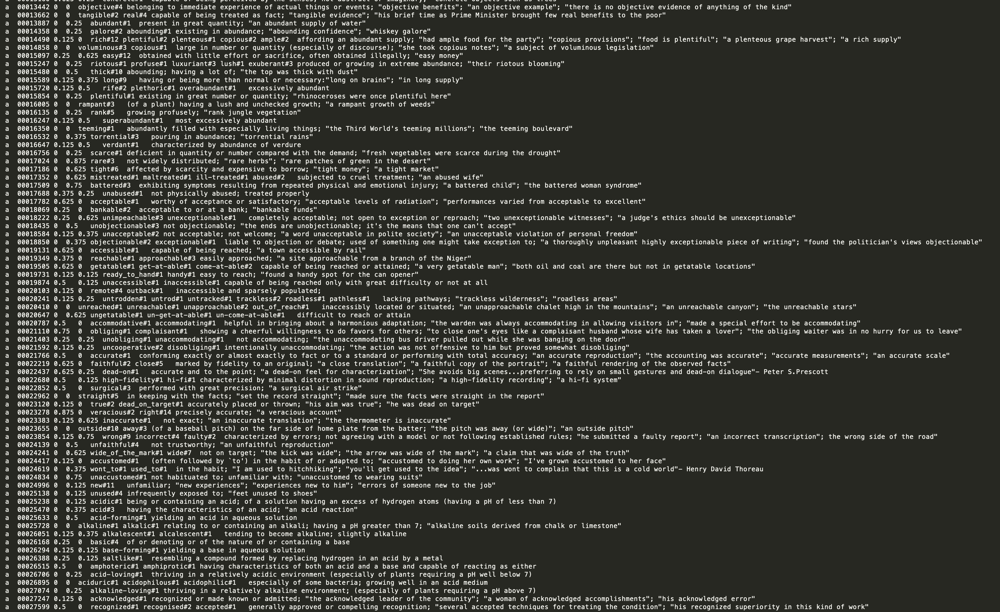 a 00013442 0 0 objective#4 belonging to immediate experience of actual things or events; "objective benefits"; "an objective example"; "there is no objective evidence of anything of the kind"
a 00013662 0 0 tangible#2 real#4 capable of being treated as fact; "tangible evidence"; "his brief time as Prime Minister brought few real benefits to the poor"
a 00013887 0 0.25 abundant#1 present in great quantity; "an abundant supply of water"
a 00014358 0 0.25 galore#2 abounding#1 existing in abundance; "abounding confidence"; "whiskey galore"
a 00014490 0.125 0 rich#12 plentiful#2 plenteous#1 copious#2 ample#2 affording an abundant supply; "had ample food for the party"; "copious provisions"; "food is plentiful"; "a plenteous grape harvest"; "a rich supply"
a 00014858 0 0 voluminous#3 copious#1 large in number or quantity (especially of discourse); "she took copious notes"; "a subject of voluminous legislation"
a 00015097 0.25 0.625 easy#12 obtained with little effort or sacrifice, often obtained illegally; "easy money"
a 00015247 0 0.25 riotous#1 profuse#1 luxuriant#3 lush#1 exuberant#3 produced or growing in extreme abundance; "their riotous blooming"
a 00015480 0 0.5 thick#10 abounding; having a lot of; "the top was thick with dust"
a 00015589 0.125 0.375 long#9 having or being more than normal or necessary:"long on brains"; "in long supply"
a 00015720 0.125 0.5 rife#2 plethoric#1 overabundant#1 excessively abundant
a 00015854 0 0.25 plentiful#1 existing in great number or quantity; "rhinoceroses were once plentiful here"
a 00016005 0 0 rampant#3 (of a plant) having a lush and unchecked growth; "a rampant growth of weeds"
a 00016135 0 0.25 rank#5 growing profusely; "rank jungle vegetation"
a 00016247 0.125 0.5 superabundant#1 most excessively abundant
a 00016350 0 0 teeming#1 abundantly filled with especially living things; "the Third World's teeming millions"; "the teeming boulevard"
a 00016532 0 0.375 torrential#3 pouring in abundance; "torrential rains"
a 00016647 0.125 0.5 verdant#1 characterized by abundance of verdure
a 00016756 0 0.25 scarce#1 deficient in quantity or number compared with the demand; "fresh vegetables were scarce during the drought"
a 00017024 0 0.875 rare#3 not widely distributed; "rare herbs"; "rare patches of green in the desert"
a 00017186 0 0.625 tight#6 affected by scarcity and expensive to borrow; "tight money"; "a tight market"
a 00017352 0 0.625 mistreated#1 maltreated#1 ill-treated#1 abused#2 subjected to cruel treatment; "an abused wife"
a 00017509 0 0.75 battered#3 exhibiting symptoms resulting from repeated physical and emotional injury; "a battered child"; "the battered woman syndrome"
a 00017688 0.375 0.25 unabused#1 not physically abused; treated properly
a 00017782 0.625 0 acceptable#1 worthy of acceptance or satisfactory; "acceptable levels of radiation"; "performances varied from acceptable to excellent"
a 00018069 0.25 0 bankable#2 acceptable to or at a bank; "bankable funds"
a 00018222 0.25 0.625 unimpeachable#3 unexceptionable#1 completely acceptable; not open to exception or reproach; "two unexceptionable witnesses"; "a judge's ethics should be unexceptionable"
a 00018435 0 0.5 unobjectionable#3 not objectionable; "the ends are unobjectionable; it's the means that one can't accept"
a 00018584 0.125 0.375 unacceptable#2 not acceptable; not welcome; "a word unacceptable in polite society"; "an unacceptable violation of personal freedom"
a 00018850 0 0.375 objectionable#2 exceptionable#1 liable to objection or debate; used of something one might take exception to; "a thoroughly unpleasant highly exceptionable piece of writing"; "found the politician's views objectionable"
a 00019131 0.625 0 accessible#1 capable of being reached; "a town accessible by rail"
a 00019349 0.375 0 reachable#1 approachable#3 easily approached; "a site approachable from a branch of the Niger"
a 00019505 0.625 0 getatable#1 get-at-able#1 come-at-able#2 capable of being reached or attained; "a very getatable man"; "both oil and coal are there but not in getatable locations"
a 00019731 0.125 0.125 ready_to_hand#1 handy#1 easy to reach; "found a handy spot for the can opener"
a 00019874 0.5 0.125 unaccessible#1 inaccessible#1 capable of being reached only with great difficulty or not at all
a 00020103 0.125 0 remote#4 outback#1 inaccessible and sparsely populated;
a 00020241 0.125 0.25 untrodden#1 untrod#1 untracked#1 trackless#2 roadless#1 pathless#1 lacking pathways; "trackless wilderness"; "roadless areas"
a 00020410 0 0 unreached#1 unreachable#1 unapproachable#2 out_of_reach#1 inaccessibly located or situated; "an unapproachable chalet high in the mountains"; "an unreachable canyon"; "the unreachable stars"
a 00020647 0 0.625 ungetatable#1 un-get-at-able#1 un-come-at-able#1 difficult to reach or attain
a 00020787 0.5 0 accommodative#1 accommodating#1 helpful in bringing about a harmonious adaptation; "the warden was always accommodating in allowing visitors in"; "made a special effort to be accommodating"
a 00021110 0.75 0 obliging#1 complaisant#1 showing a cheerful willingness to do favors for others; "to close one's eyes like a complaisant husband whose wife has taken a lover"; "the obliging waiter was in no hurry for us to leave"
a 00021403 0.25 0.25 unobliging#1 unaccommodating#1 not accommodating; "the unaccommodating bus driver pulled out while she was banging on the door"
a 00021592 0.125 0.25 uncooperative#2 disobliging#1 intentionally unaccommodating; "the action was not offensive to him but proved somewhat disobliging"
a 00021766 0.5 0 accurate#1 conforming exactly or almost exactly to fact or to a standard or performing with total accuracy; "an accurate reproduction"; "the accounting was accurate"; "accurate measurements"; "an accurate scale"
a 00022219 0.625 0 faithful#2 close#5 marked by fidelity to an original; "a close translation"; "a faithful copy of the portrait"; "a faithful rendering of the observed facts"
a 00022437 0.625 0.25 dead-on#1 accurate and to the point; "a dead-on feel for characterization"; "She avoids big scenes...preferring to rely on small gestures and dead-on dialogue"- Peter S.Prescott
a 00022680 0.5 0.125 high-fidelity#1 hi-fi#1 characterized by minimal distortion in sound reproduction; "a high-fidelity recording"; "a hi-fi system"
a 00022852 0.5 0 surgical#3 performed with great precision; "a surgical air strike"
a 00022962 0 0 straight#5 in keeping with the facts; "set the record straight"; "made sure the facts were straight in the report"
a 00023120 0.125 0 true#2 dead_on_target#1 accurately placed or thrown; "his aim was true"; "he was dead on target"
a 00023278 0.875 0 veracious#2 right#14 precisely accurate; "a veracious account"
a 00023383 0.125 0.625 inaccurate#1 not exact; "an inaccurate translation"; "the thermometer is inaccurate"
a 00023655 0 0 outside#10 away#3 (of a baseball pitch) on the far side of home plate from the batter; "the pitch was away (or wide)"; "an outside pitch"
a 00023854 0.125 0.75 wrong#9 incorrect#4 faulty#2 characterized by errors; not agreeing with a model or not following established rules; "he submitted a faulty report"; "an incorrect transcription"; the wrong side of the road"
a 00024139 0 0.5 unfaithful#4 not trustworthy; "an unfaithful reproduction"
a 00024241 0 0.625 wide_of_the_mark#1 wide#7 not on target; "the kick was wide"; "the arrow was wide of the mark"; "a claim that was wide of the truth"
a 00024417 0.125 0 accustomed#1 (often followed by `to') in the habit of or adapted to; "accustomed to doing her own work"; "I've grown accustomed to her face"
a 00024619 0 0.375 wont_to#1 used_to#1 in the habit; "I am used to hitchhiking"; "you'll get used to the idea"; "...was wont to complain that this is a cold world"- Henry David Thoreau
a 00024834 0 0.75 unaccustomed#1 not habituated to; unfamiliar with; "unaccustomed to wearing suits"
a 00024996 0 0.125 new#11 unfamiliar; "new experiences"; "experiences new to him"; "errors of someone new to the job"
a 00025138 0 0.125 unused#4 infrequently exposed to; "feet unused to shoes"
a 00025238 0 0.125 acidic#1 being or containing an acid; of a solution having an excess of hydrogen atoms (having a pH of less than 7)
a 00025470 0 0.375 acid#3 having the characteristics of an acid; "an acid reaction"
a 00025633 0 0.5 acid-forming#1 yielding an acid in aqueous solution
a 00025728 0 0 alkaline#1 alkalic#1 relating to or containing an alkali; having a pH greater than 7; "alkaline soils derived from chalk or limestone"
a 00026051 0.125 0.375 alkalescent#1 alcalescent#1 tending to become alkaline; slightly alkaline
a 00026168 0.25 0 basic#4 of or denoting or of the nature of or containing a base
a 00026294 0.125 0.125 base-forming#1 yielding a base in aqueous solution
a 00026388 0.25 0.125 saltlike#1 resembling a compound formed by replacing hydrogen in an acid by a metal
a 00026515 0.5 0 amphoteric#1 amphiprotic#1 having characteristics of both an acid and a base and capable of reacting as either
a 00026706 0 0.25 acid-loving#1 thriving in a relatively acidic environment (especially of plants requiring a pH well below 7)
a 00026895 0 0 aciduric#1 acidophilous#1 acidophilic#1 especially of some bacteria; growing well in an acid medium
a 00027074 0 0.25 alkaline-loving#1 thriving in a relatively alkaline environment; (especially of plants requiring a pH above 7)
a 00027247 0.125 0 acknowledged#1 recognized or made known or admitted; "the acknowledged leader of the community"; "a woman of acknowledged accomplishments"; "his acknowledged error"
a 00027599 0.5 0 recognized#1 recognised#2 accepted#1 generally approved or compelling recognition; "several accepted techniques for treating the condition"; "his recognized superiority in this kind of work"